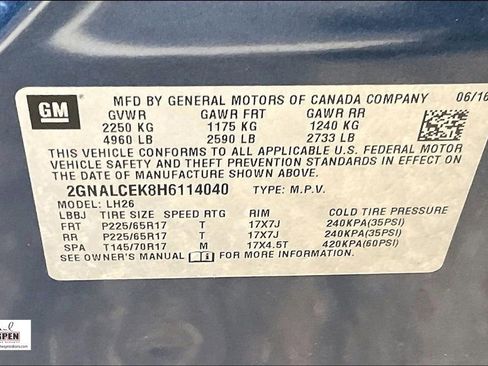 GM
MFD BY GENERAL MOTORS OF CANADA COMPANY 06/16
GVWR GAWR FRT GAWR RR
2250 KG 1175 KG 1240 KG
4960 LB 2590 LB 2733 LB
THIS VEHICLE CONFORMS TO ALL APPLICABLE U.S. FEDERAL MOTOR
VEHICLE SAFETY, BUMPER, AND THEFT PREVENTION STANDARDS IN EFFECT ON
THE DATE OF MANUFACTURE SHOWN ABOVE.
2GNALCEK8H6114040 TYPE: M.P.V.
MODEL: LH26
LBBJ TIRE SIZE SPEED RTG RIM COLD TIRE PRESSURE
FRT P225/65R17 T 17X7J 240KPA(35PSI)
RR P225/65R17 T 17X7J 240KPA(35PSI)
SPA T145/70R17 M 17X4.5T 420KPA(60PSI)
SEE OWNER'S MANUAL FOR MORE INFORMATION.